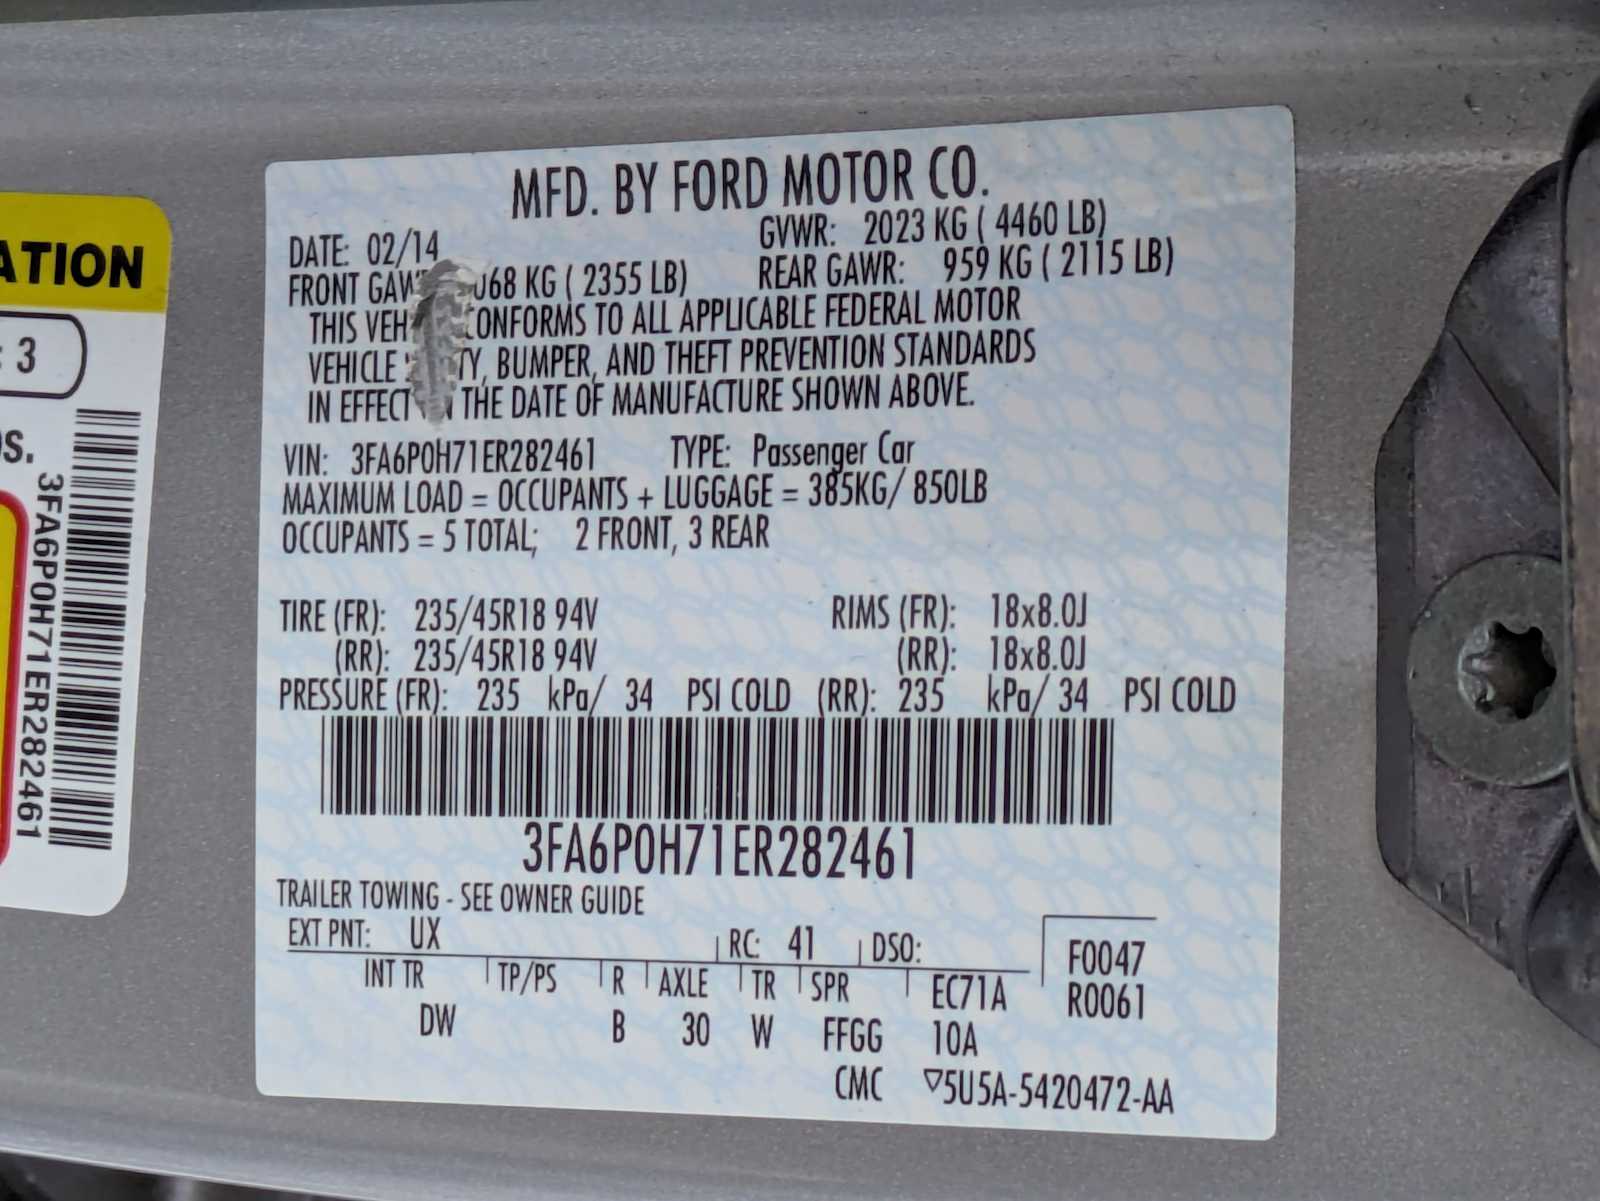 ATION
: 3
os.
3FA6P0H71ER282461
MFD. BY FORD MOTOR CO.
DATE: 02/14 GVWR: 2023 KG ( 4460 LB)
FRONT 068 KG ( 2355 LB) REAR GAWR: 959 KG ( 2115 LB)
THIS CONFORMS TO ALL APPLICABLE FEDERAL MOTOR
VEHICLE TY, BUMPER, AND THEFT PREVENTION STANDARDS
IN EFFECT THE DATE OF MANUFACTURE SHOWN ABOVE.
VIN: 3FA6P0H71ER282461 TYPE: Passenger Car
MAXIMUM LOAD = OCCUPANTS + LUGGAGE = 385KG/ 850LB
OCCUPANTS = 5 TOTAL; 2 FRONT, 3 REAR
TIRE (FR): 235/45R18 94V RIMS (FR): 18x8.0J
(RR): 235/45R18 94V (RR): 18x8.0J
PRESSURE (FR): 235 kPa/ 34 PSI COLD (RR): 235 kPa/ 34 PSI COLD
3FA6P0H71ER282461
TRAILER TOWING - SEE OWNER GUIDE
EXT PNT: UX RC: 41 DSO: F0047
INT TR TP/PS R AXLE TR SPR EC71A R0061
DW B 30 W FFGG 10A
CMC ▽5U5A-5420472-AA